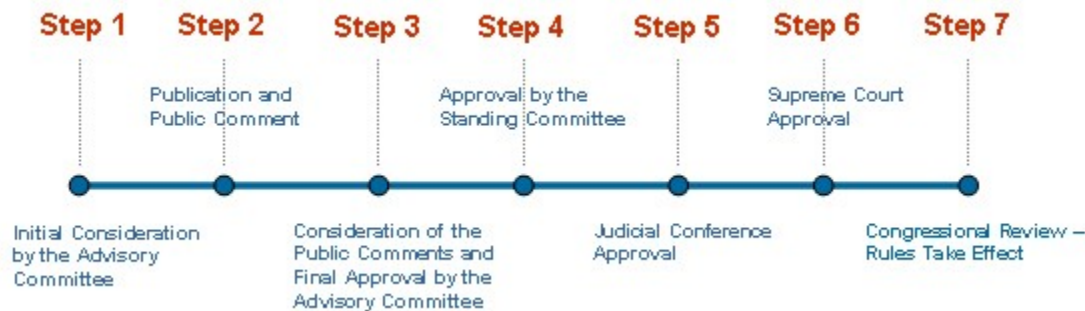 Step 1
Step 2
Step 3
Step 4
Step 5
Step 6
Step 7
Publication and
Public Comment
Approval by the
Standing Committee
Supreme Court
Approval
Initial Consideration
by the Advisory
Committee
Consideration of the
Public Comments and
Final Approval by the
Advisory Committee
Judicial Conference
Approval
Congressional Review –
Rules Take Effect